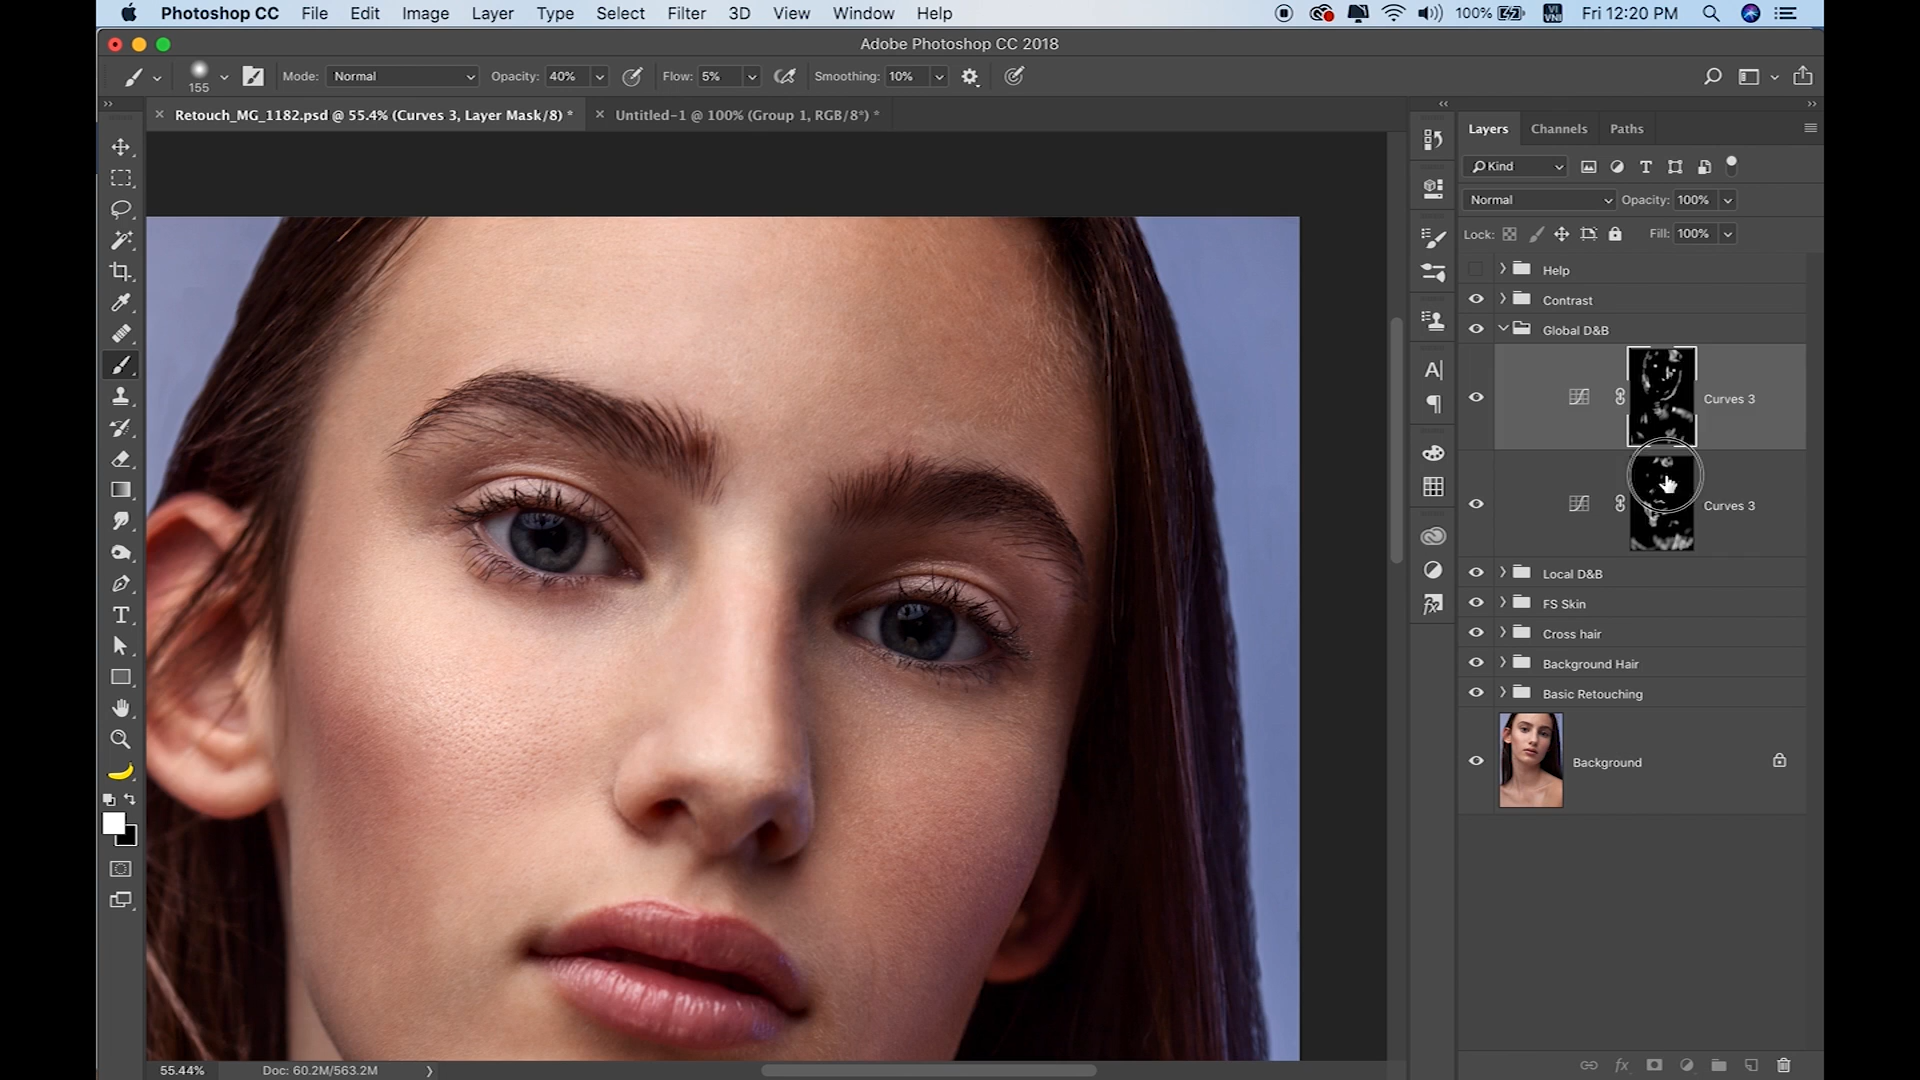 Photoshop CC File Edit Image Layer Type Select Filter 3D View Window Help 100% VI VNI Fri 12:20 PM
Adobe Photoshop CC 2018
155 Mode: Normal Opacity: 40% Flow: 5% Smoothing: 10%
Retouch_MG_1182.psd @ 55.4% (Curves 3, Layer Mask/8) * Untitled-1 @ 100% (Group 1, RGB/8*) *
Layers Channels Paths
Kind
Normal Opacity: 100%
Lock: Fill: 100%
Help
Contrast
Global D&B
Curves 3
Curves 3
Local D&B
FS Skin
Cross hair
Background Hair
Basic Retouching
Background
55.44% Doc: 60.2M/563.2M